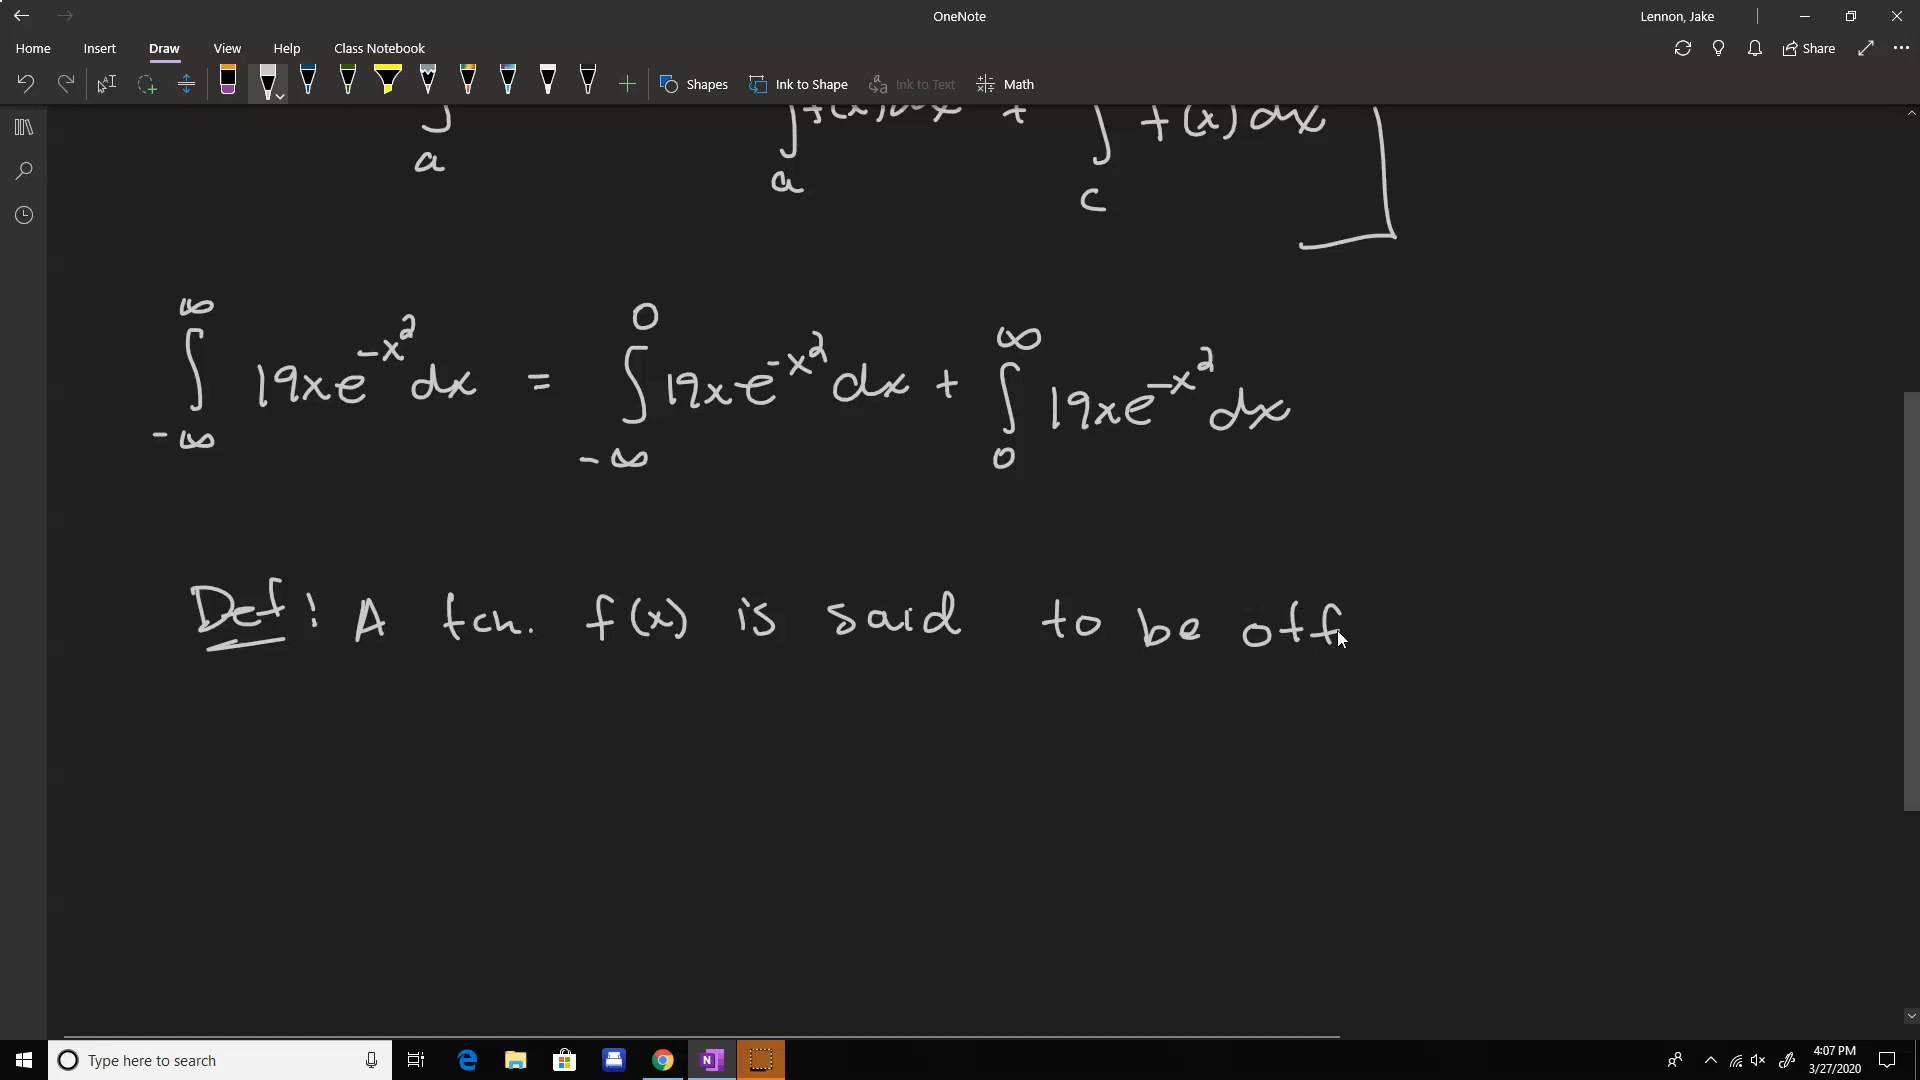 OneNote
Lennon, Jake
Home Insert Draw View Help Class Notebook
Share
Shapes Ink to Shape Ink to Text Math
∫ f(x)dx + ∫ f(x)dx
a a c
∞ 0 ∞
∫ 19xe^{-x^2}dx = ∫ 19xe^{-x^2}dx + ∫ 19xe^{-x^2}dx
-∞ -∞ 0
Def: A fcn. f(x) is said to be off
Type here to search
4:07 PM
3/27/2020